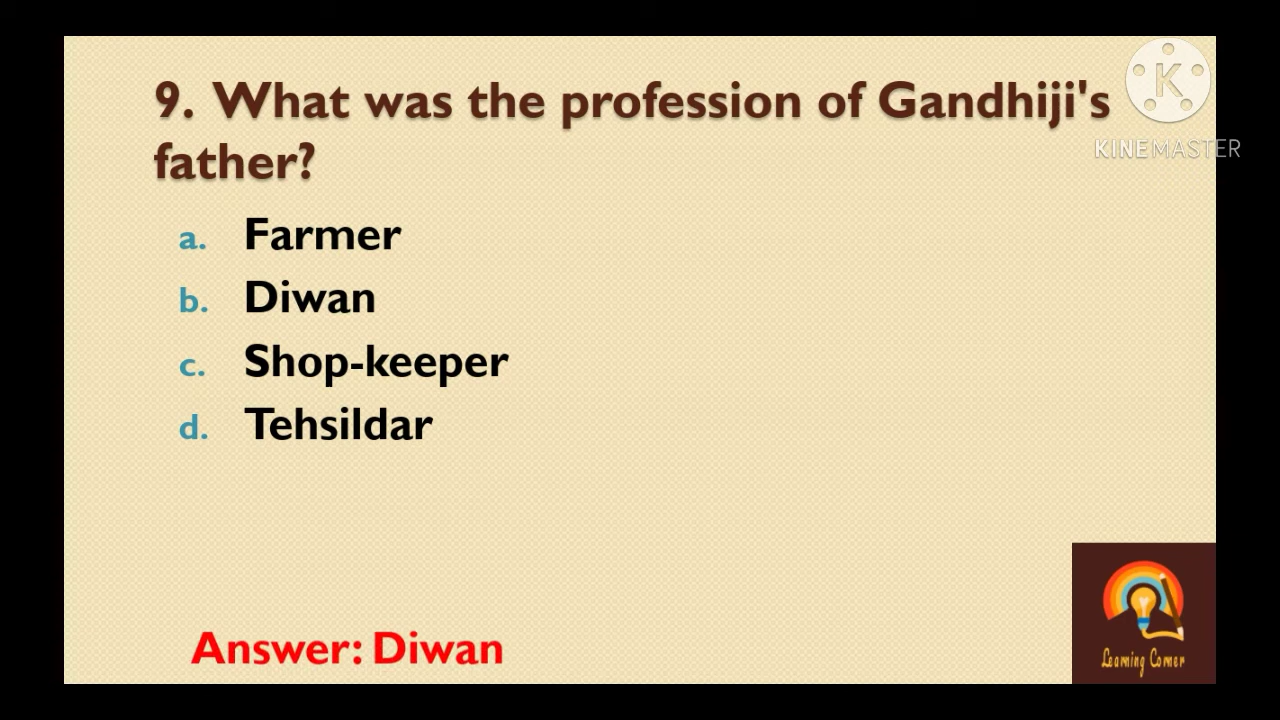 9. What was the profession of Gandhiji's
father?
a. Farmer
b. Diwan
c. Shop-keeper
d. Tehsildar
Answer: Diwan
K
KINEMASTER
Learning Corner